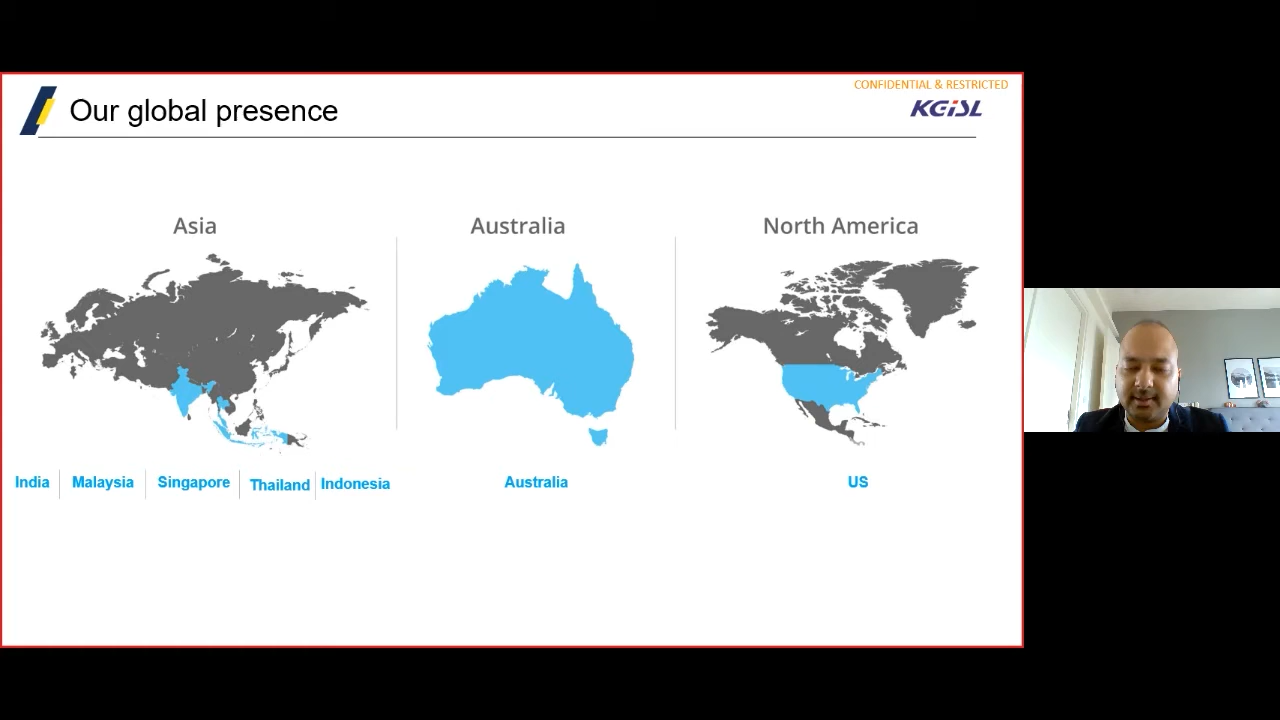 CONFIDENTIAL & RESTRICTED
Our global presence
KGiSL
Asia
Australia
North America
India
Malaysia
Singapore
Thailand
Indonesia
Australia
US